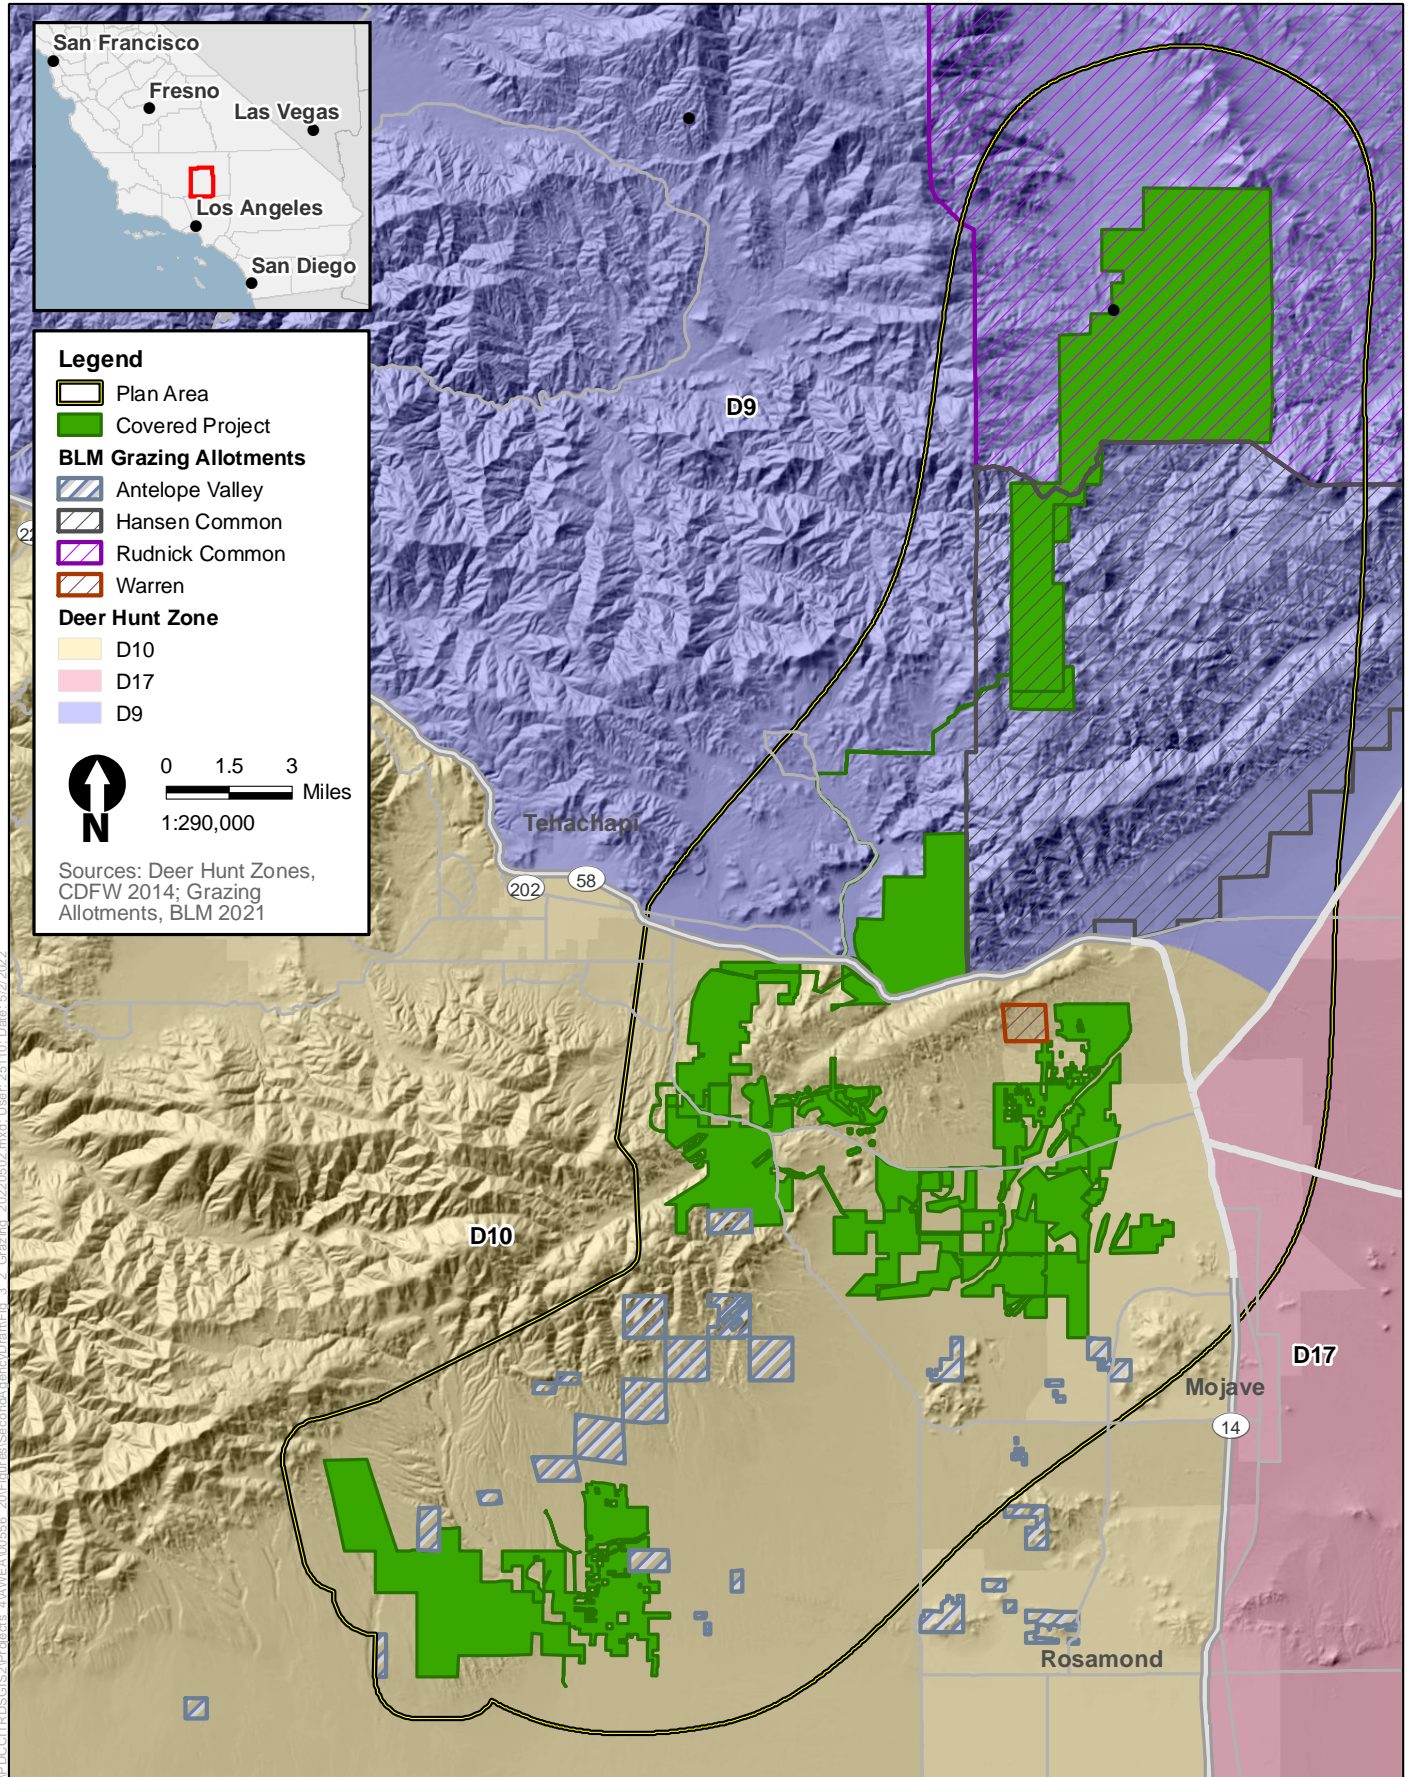 San Francisco
Fresno
Las Vegas
Los Angeles
San Diego
Legend
Plan Area
Covered Project
BLM Grazing Allotments
Antelope Valley
Hansen Common
Rudnick Common
Warren
Deer Hunt Zone
D10
D17
D9
0 1.5 3
Miles
1:290,000
N
Sources: Deer Hunt Zones,
CDFW 2014; Grazing
Allotments, BLM 2021
D9
Tehachapi
202
58
D10
D17
Mojave
14
Rosamond